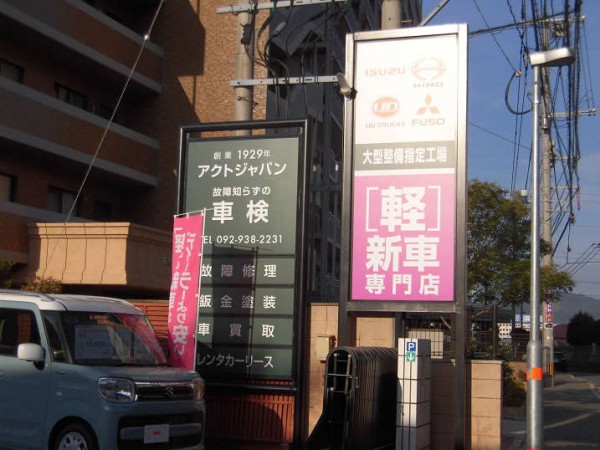 創業 1929年
アクトジャパン
故障知らずの
車検
TEL 092-938-2231
故障修理
鈑金塗装
車買取
レンタカーリース
ISUZU
HINO
UD TRUCKS
FUSO
大型整備指定工場
[軽]
新車
専門店
P